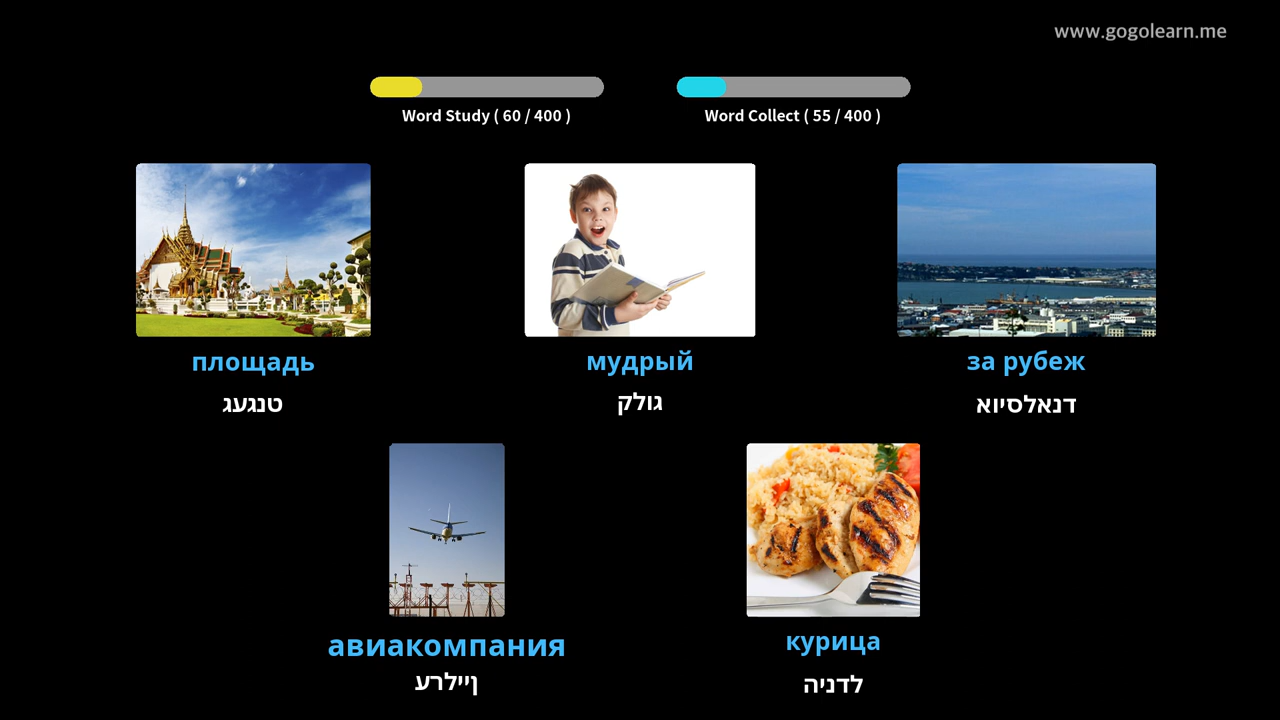 www.gogolearn.me
Word Study ( 60 / 400 )
Word Collect ( 55 / 400 )
площадь
טנגעג
мудрый
גולק
за рубеж
דנאלסיוא
авиакомпания
ןיילרע
курица
לדניה